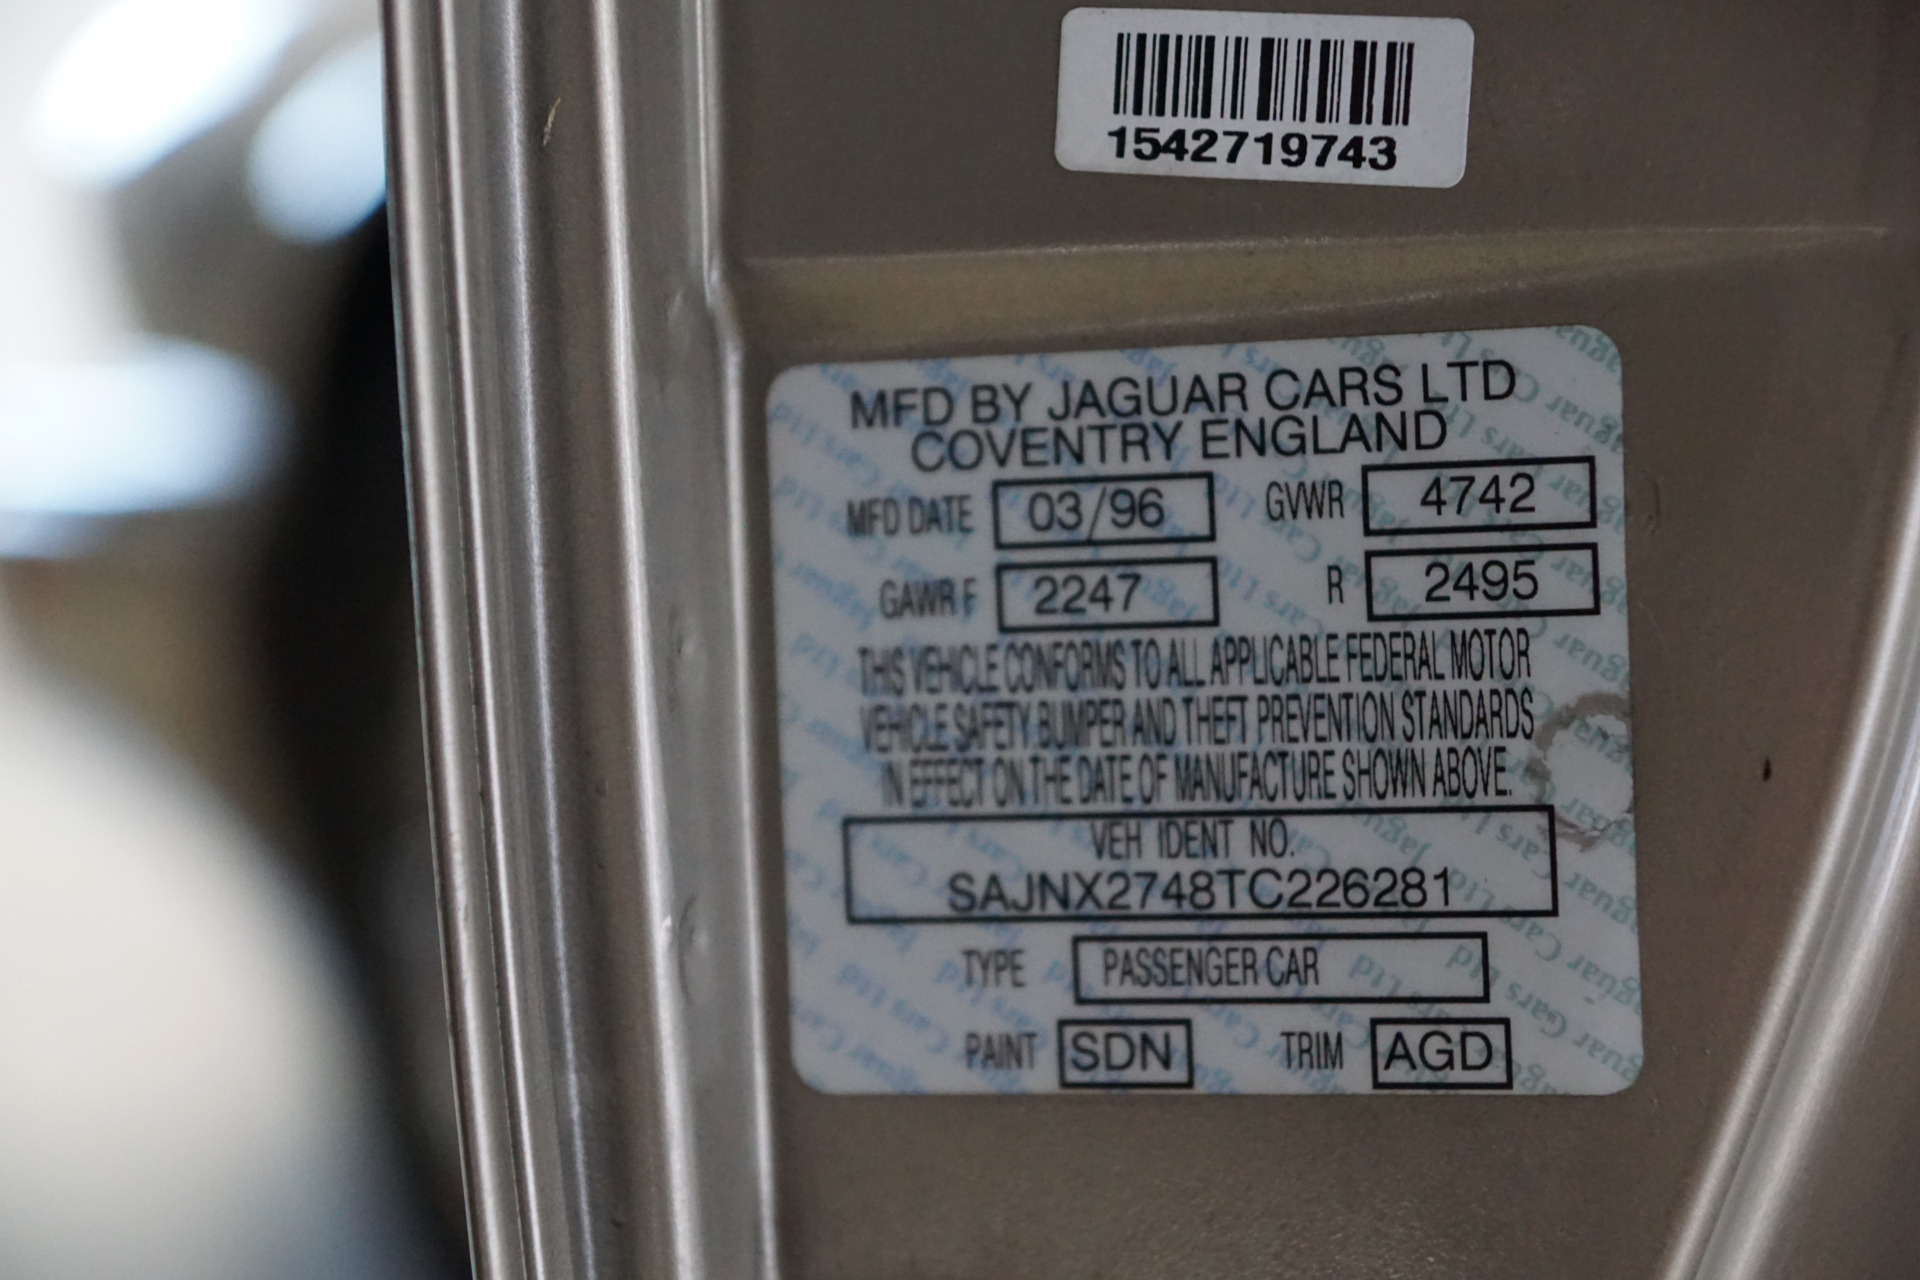 1542719743
MFD BY JAGUAR CARS LTD
COVENTRY ENGLAND
MFD DATE 03/96 GVWR 4742
GAWR F 2247 R 2495
THIS VEHICLE CONFORMS TO ALL APPLICABLE FEDERAL MOTOR
VEHICLE SAFETY, BUMPER AND THEFT PREVENTION STANDARDS
IN EFFECT ON THE DATE OF MANUFACTURE SHOWN ABOVE.
VEH IDENT NO.
SAJNX2748TC226281
TYPE PASSENGER CAR
PAINT SDN TRIM AGD